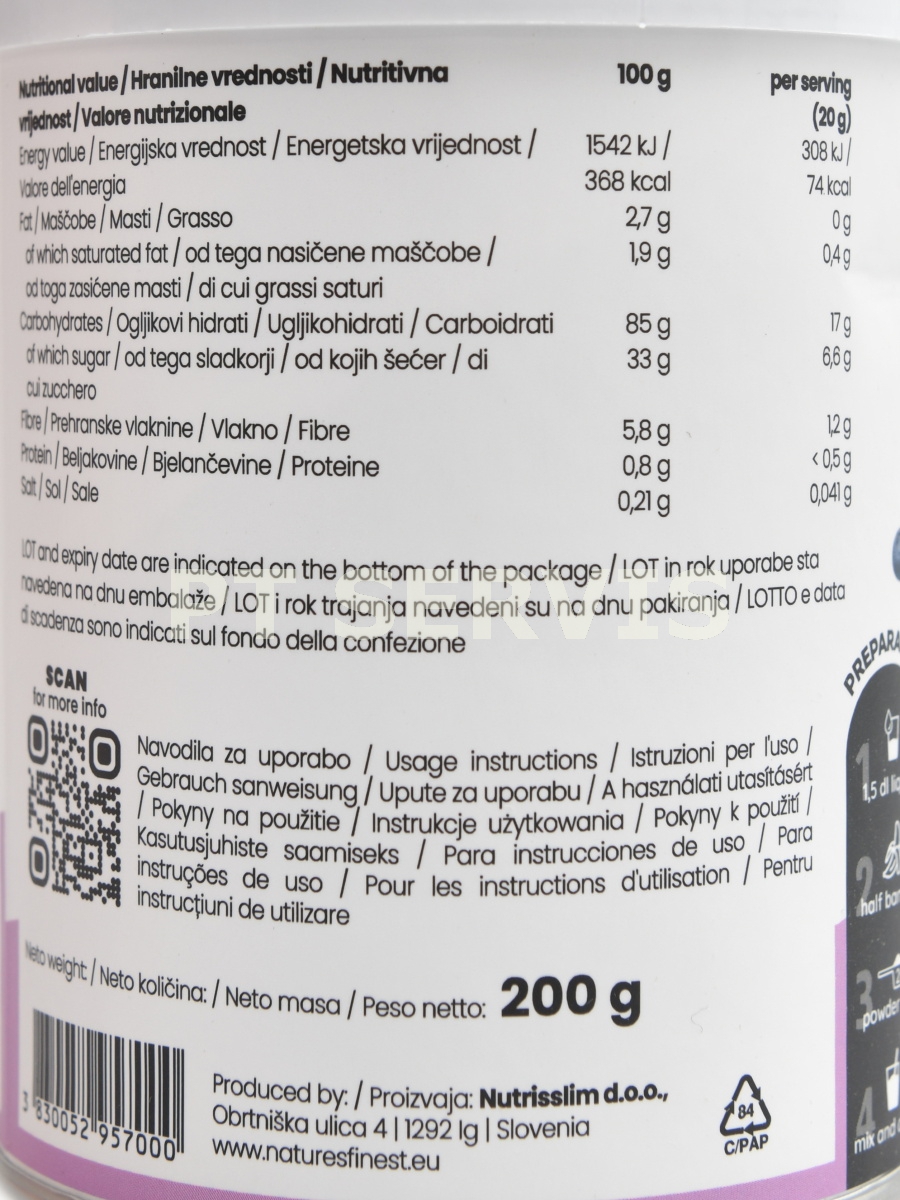 Nutritional value / Hranilne vrednosti / Nutritivna 100 g per serving
vrijednost / Valore nutrizionale (20 g)
Energy value / Energijska vrednost / Energetska vrijednost / 1542 kJ / 308 kJ /
Valore dell'energia 368 kcal 74 kcal
Fat / Maščobe / Masti / Grasso 2,7 g 0 g
of which saturated fat / od tega nasičene maščobe / 1,9 g 0,4 g
od toga zasićene masti / di cui grassi saturi
Carbohydrates / Ogljikovi hidrati / Ugljikohidrati / Carboidrati 85 g 17 g
of which sugar / od tega sladkorji / od kojih šećer / di 33 g 6,6 g
cui zucchero
Fibre / Prehranske vlaknine / Vlakno / Fibre 5,8 g 1,2 g
Protein / Beljakovine / Bjelančevine / Proteine 0,8 g < 0,5 g
Salt / Sol / Sale 0,21 g 0,041 g
LOT and expiry date are indicated on the bottom of the package / LOT in rok uporabe sta
navedena na dnu embalaže / LOT i rok trajanja navedeni su na dnu pakiranja / LOTTO e data
di scadenza sono indicati sul fondo della confezione
PT SERVIS
SCAN
for more info
Navodila za uporabo / Usage instructions / Istruzioni per l'uso /
Gebrauch sanweisung / Upute za uporabu / A használati utasításért
/ Pokyny na použitie / Instrukcje użytkowania / Pokyny k použití /
Kasutusjuhiste saamiseks / Para instrucciones de uso / Para
instruções de uso / Pour les instructions d'utilisation / Pentru
instrucțiuni de utilizare
Neto weight: / Neto količina: / Neto masa / Peso netto: 200 g
3 830052 957000
Produced by: / Proizvaja: Nutrisslim d.o.o.,
Obrtniška ulica 4 | 1292 Ig | Slovenia
www.naturesfinest.eu
84
C/PAP
PREPARA
1
1,5 dl
2
half
3
powder
4
mix and